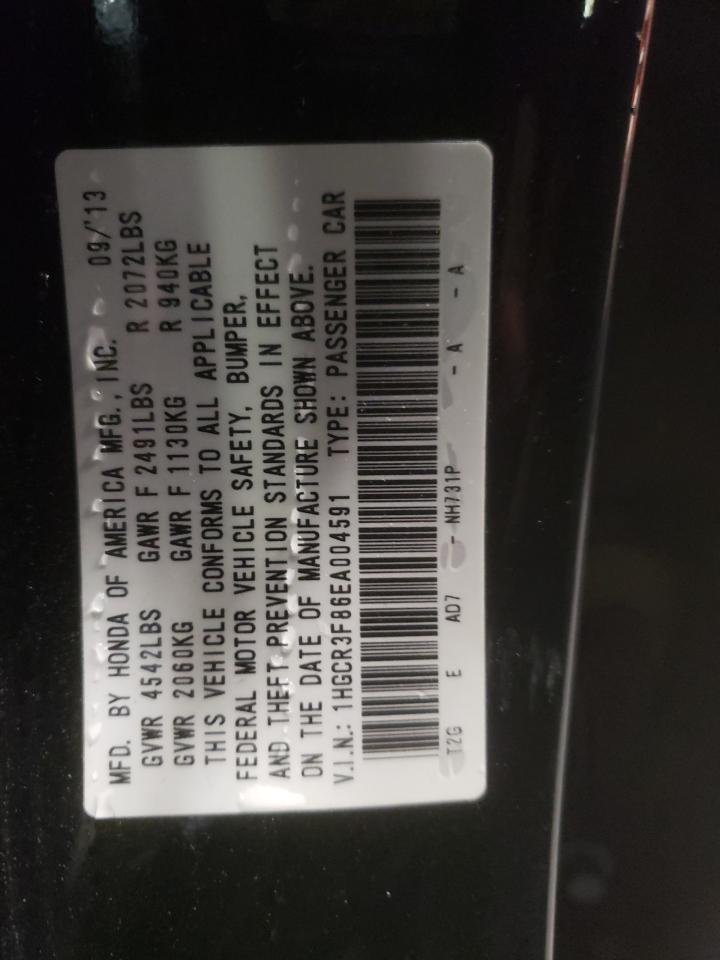 MFD. BY HONDA OF AMERICA MFG., INC. 09/'13
GVWR 4542LBS GAWR F 2491LBS R 2072LBS
GVWR 2060KG GAWR F 1130KG R 940KG
THIS VEHICLE CONFORMS TO ALL APPLICABLE
FEDERAL MOTOR VEHICLE SAFETY, BUMPER,
AND THEFT PREVENTION STANDARDS IN EFFECT
ON THE DATE OF MANUFACTURE SHOWN ABOVE.
V.I.N.: 1HGCR3F86EA004591 TYPE: PASSENGER CAR
T2G E AD7 - NH731P - A - A